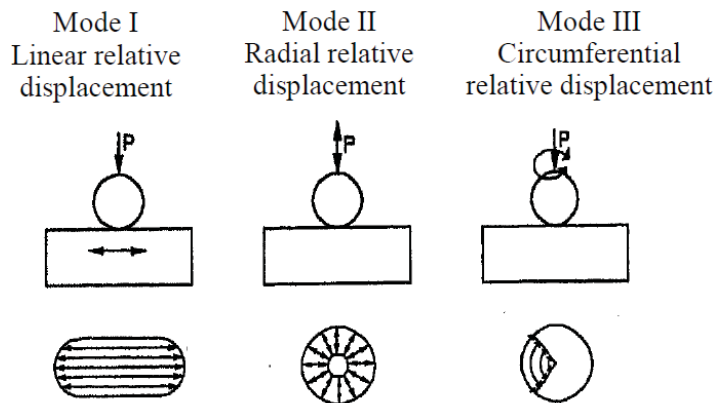 Mode I
Linear relative
displacement
Mode II
Radial relative
displacement
Mode III
Circumferential
relative displacement
P
P
P